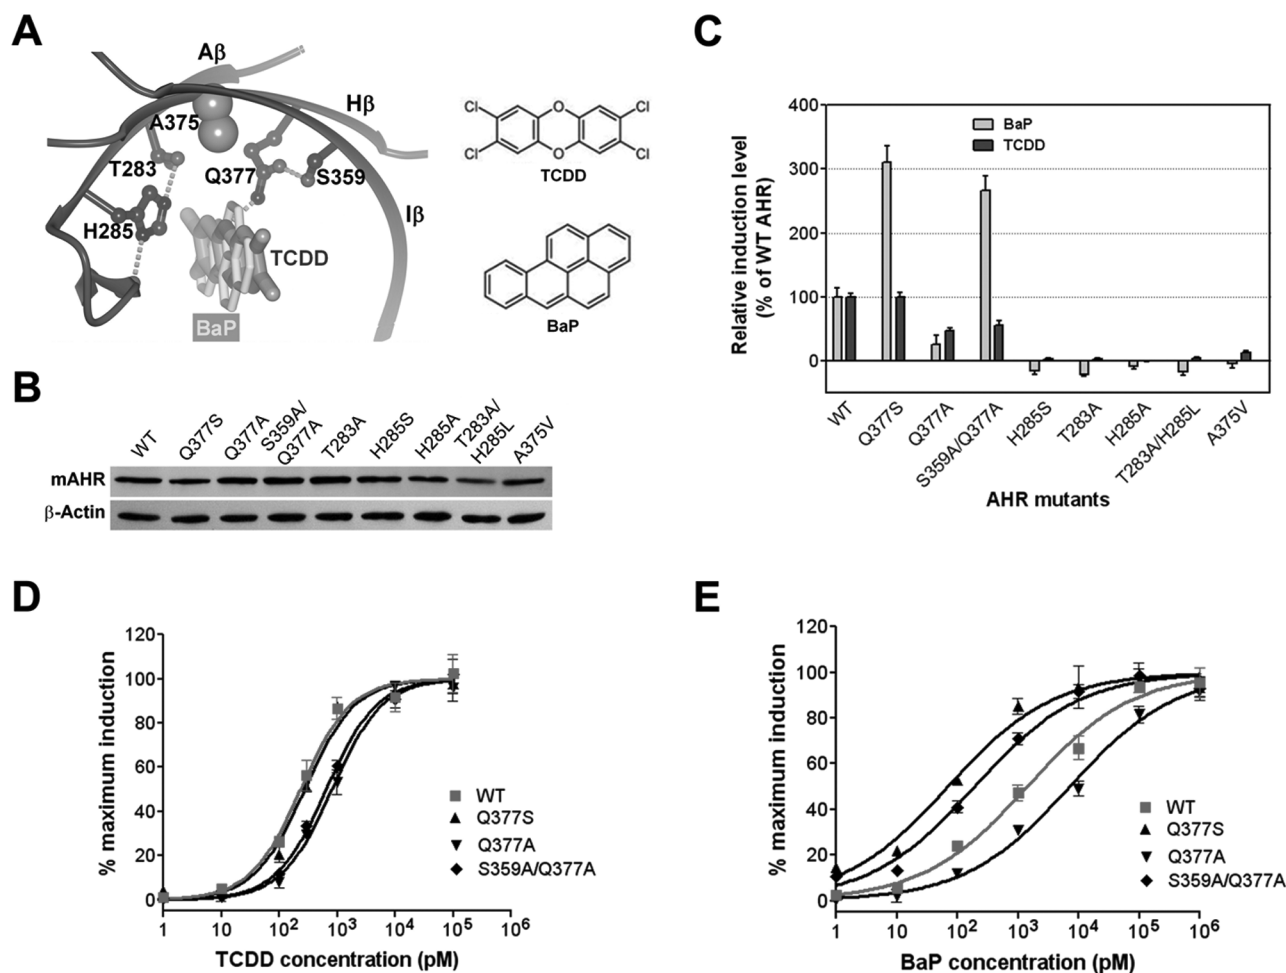 A
Aβ
Hβ
A375
T283
Q377
S359
H285
Iβ
TCDD
BaP
Cl
Cl
O
O
Cl
Cl
TCDD
BaP
B
WT
Q377S
Q377A
S359A/
Q377A
T283A
H285S
H285A
T283A/
H285L
A375V
mAHR
β-Actin
C
Relative induction level
(% of WT AHR)
400
300
200
100
0
BaP
TCDD
WT
Q377S
Q377A
S359A/Q377A
H285S
T283A
H285A
T283A/H285L
A375V
AHR mutants
D
% maximum induction
120
100
80
60
40
20
0
WT
Q377S
Q377A
S359A/Q377A
1 10 10² 10³ 10⁴ 10⁵ 10⁶
TCDD concentration (pM)
E
% maximum induction
120
100
80
60
40
20
0
WT
Q377S
Q377A
S359A/Q377A
1 10 10² 10³ 10⁴ 10⁵ 10⁶
BaP concentration (pM)